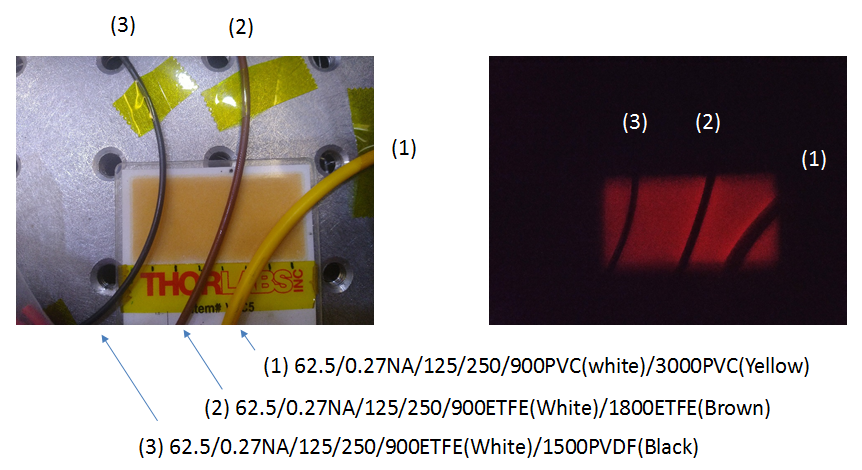 (3)
(2)
(1)
(3)
(2)
(1)
THORLABS INC
5
(1) 62.5/0.27NA/125/250/900PVC(white)/3000PVC(Yellow)
(2) 62.5/0.27NA/125/250/900ETFE(White)/1800ETFE(Brown)
(3) 62.5/0.27NA/125/250/900ETFE(White)/1500PVDF(Black)